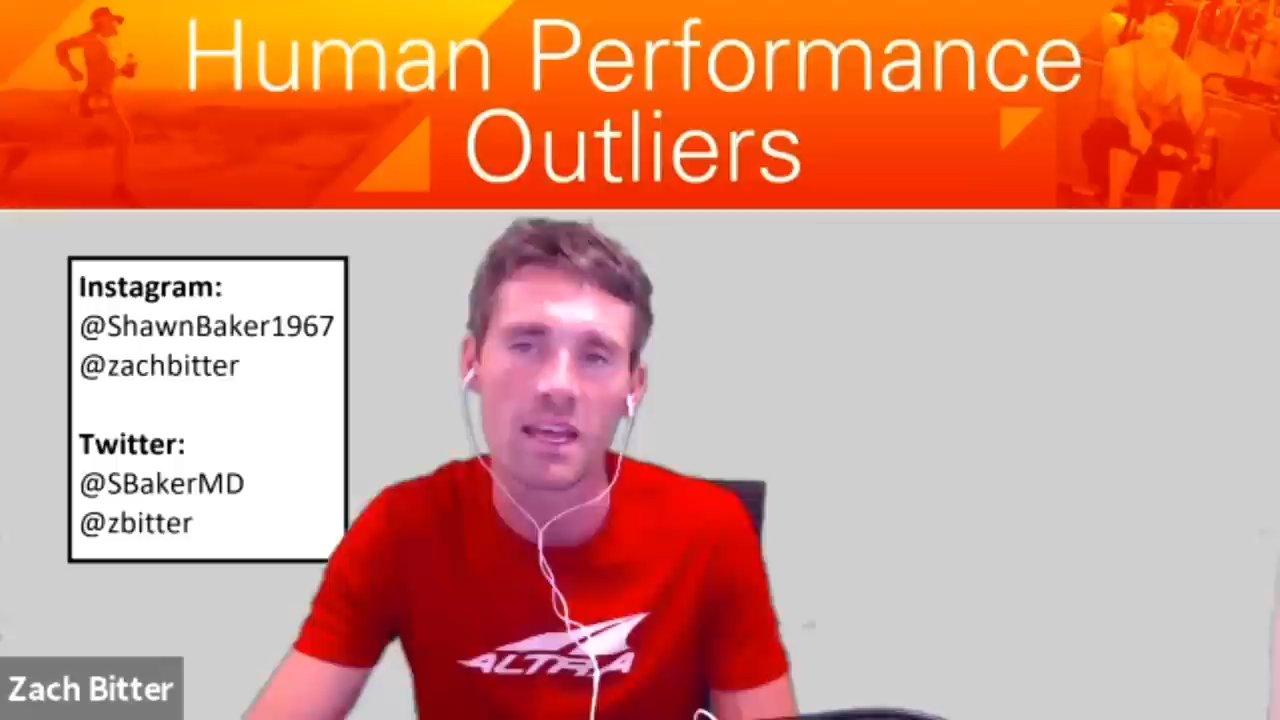 Human Performance
Outliers
Instagram:
@ShawnBaker1967
@zachbitter
Twitter:
@SBakerMD
@zbitter
ALTRA
Zach Bitter